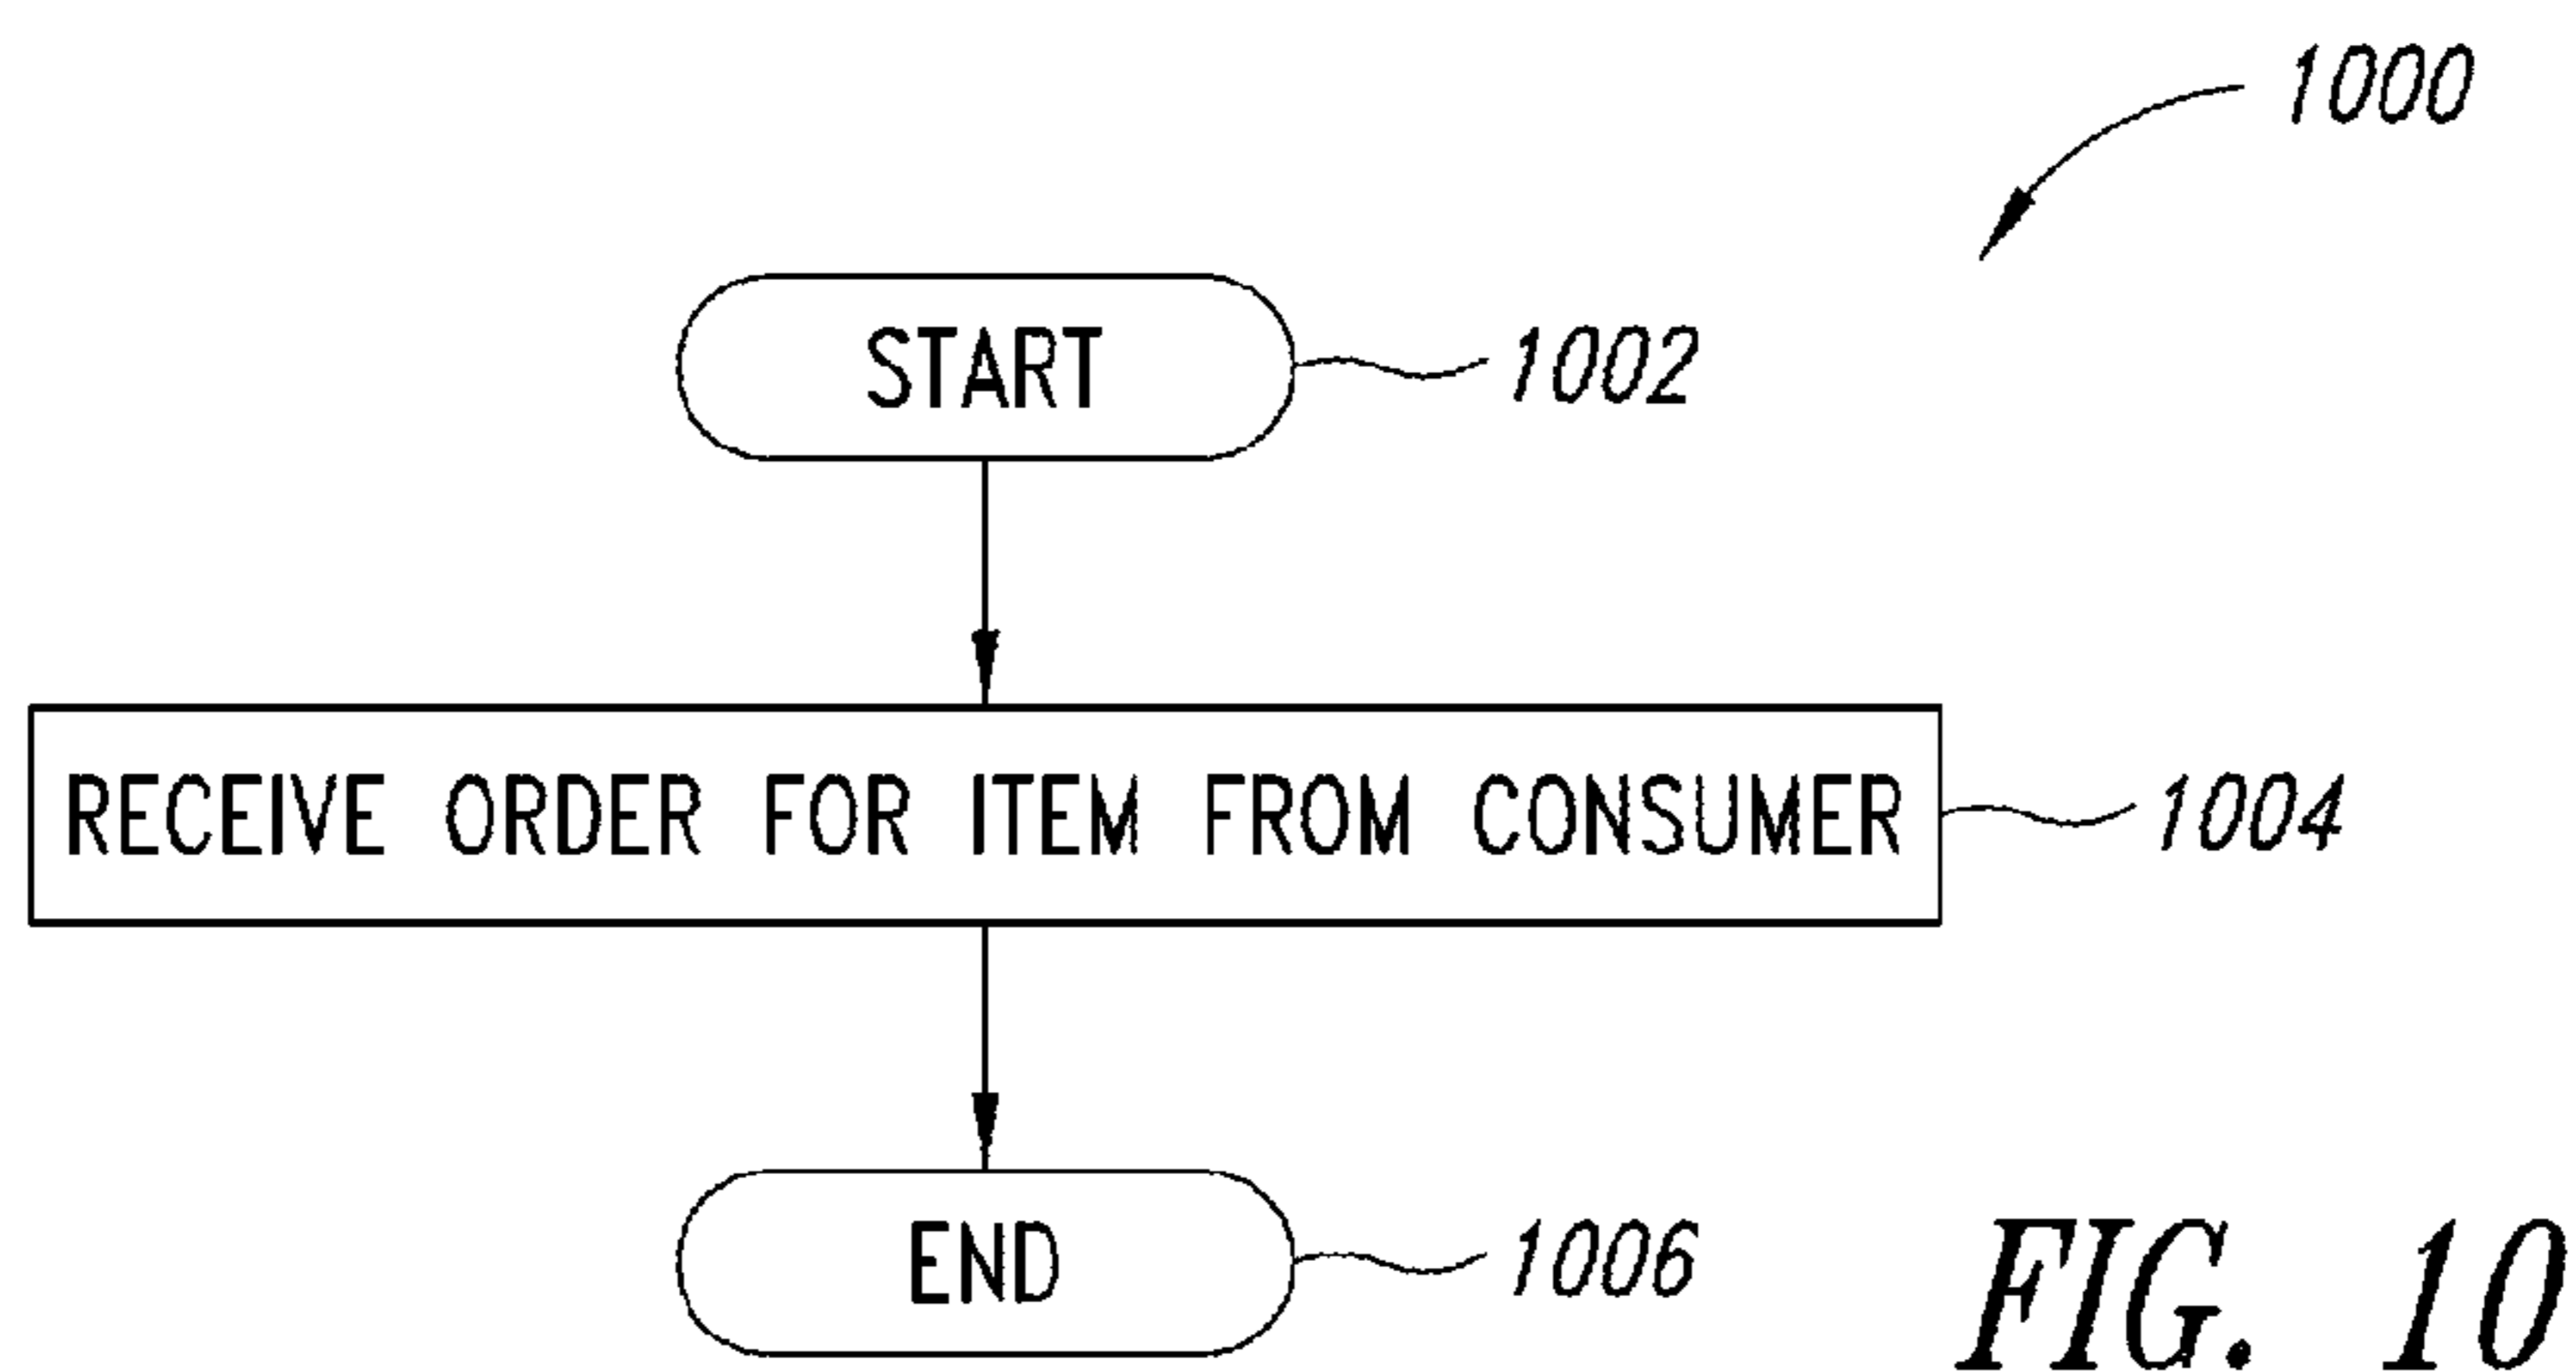 1000
START
1002
RECEIVE ORDER FOR ITEM FROM CONSUMER
1004
END
1006
FIG. 10